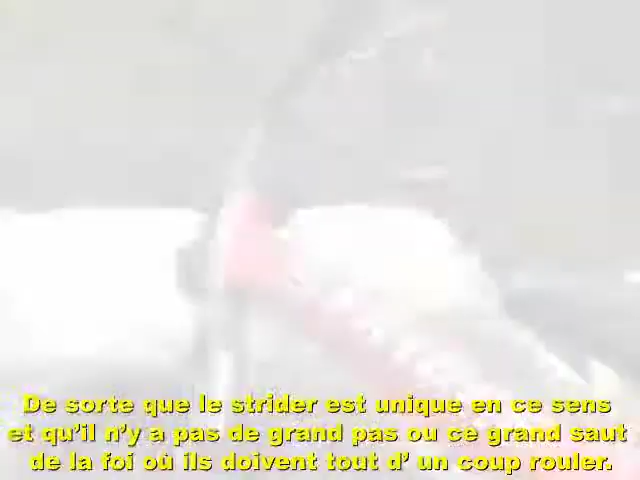 De sorte que le strider est unique en ce sens
et qu’il n’y a pas de grand pas ou ce grand saut
de la foi où ils doivent tout d’ un coup rouler.